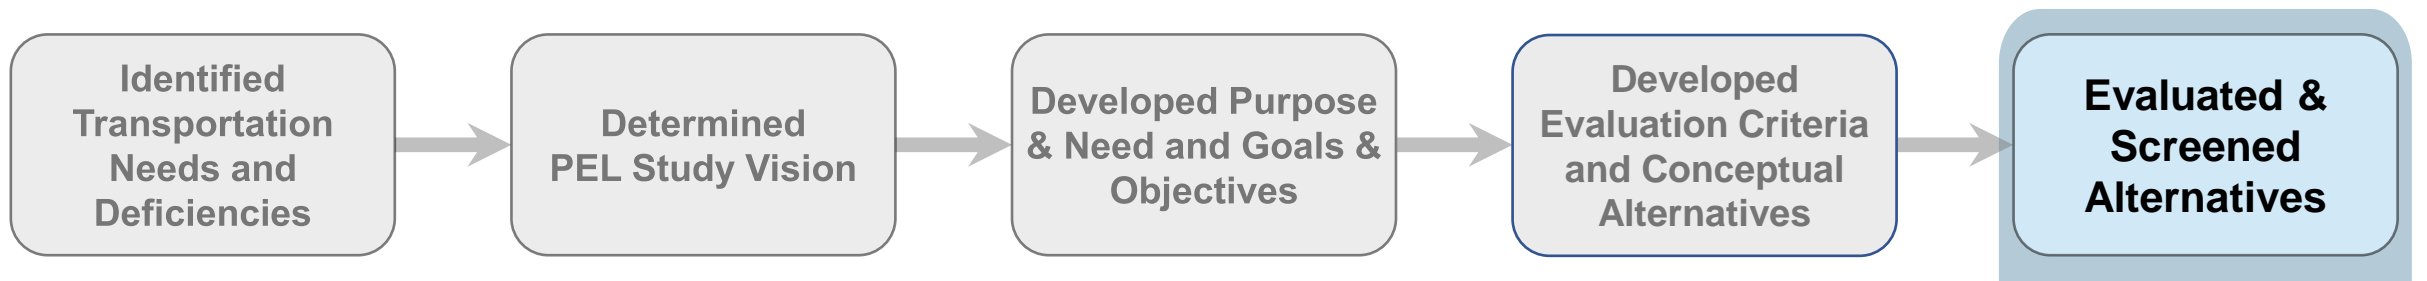 Identified
Transportation
Needs and
Deficiencies
Determined
PEL Study Vision
Developed Purpose
& Need and Goals &
Objectives
Developed
Evaluation Criteria
and Conceptual
Alternatives
Evaluated &
Screened
Alternatives